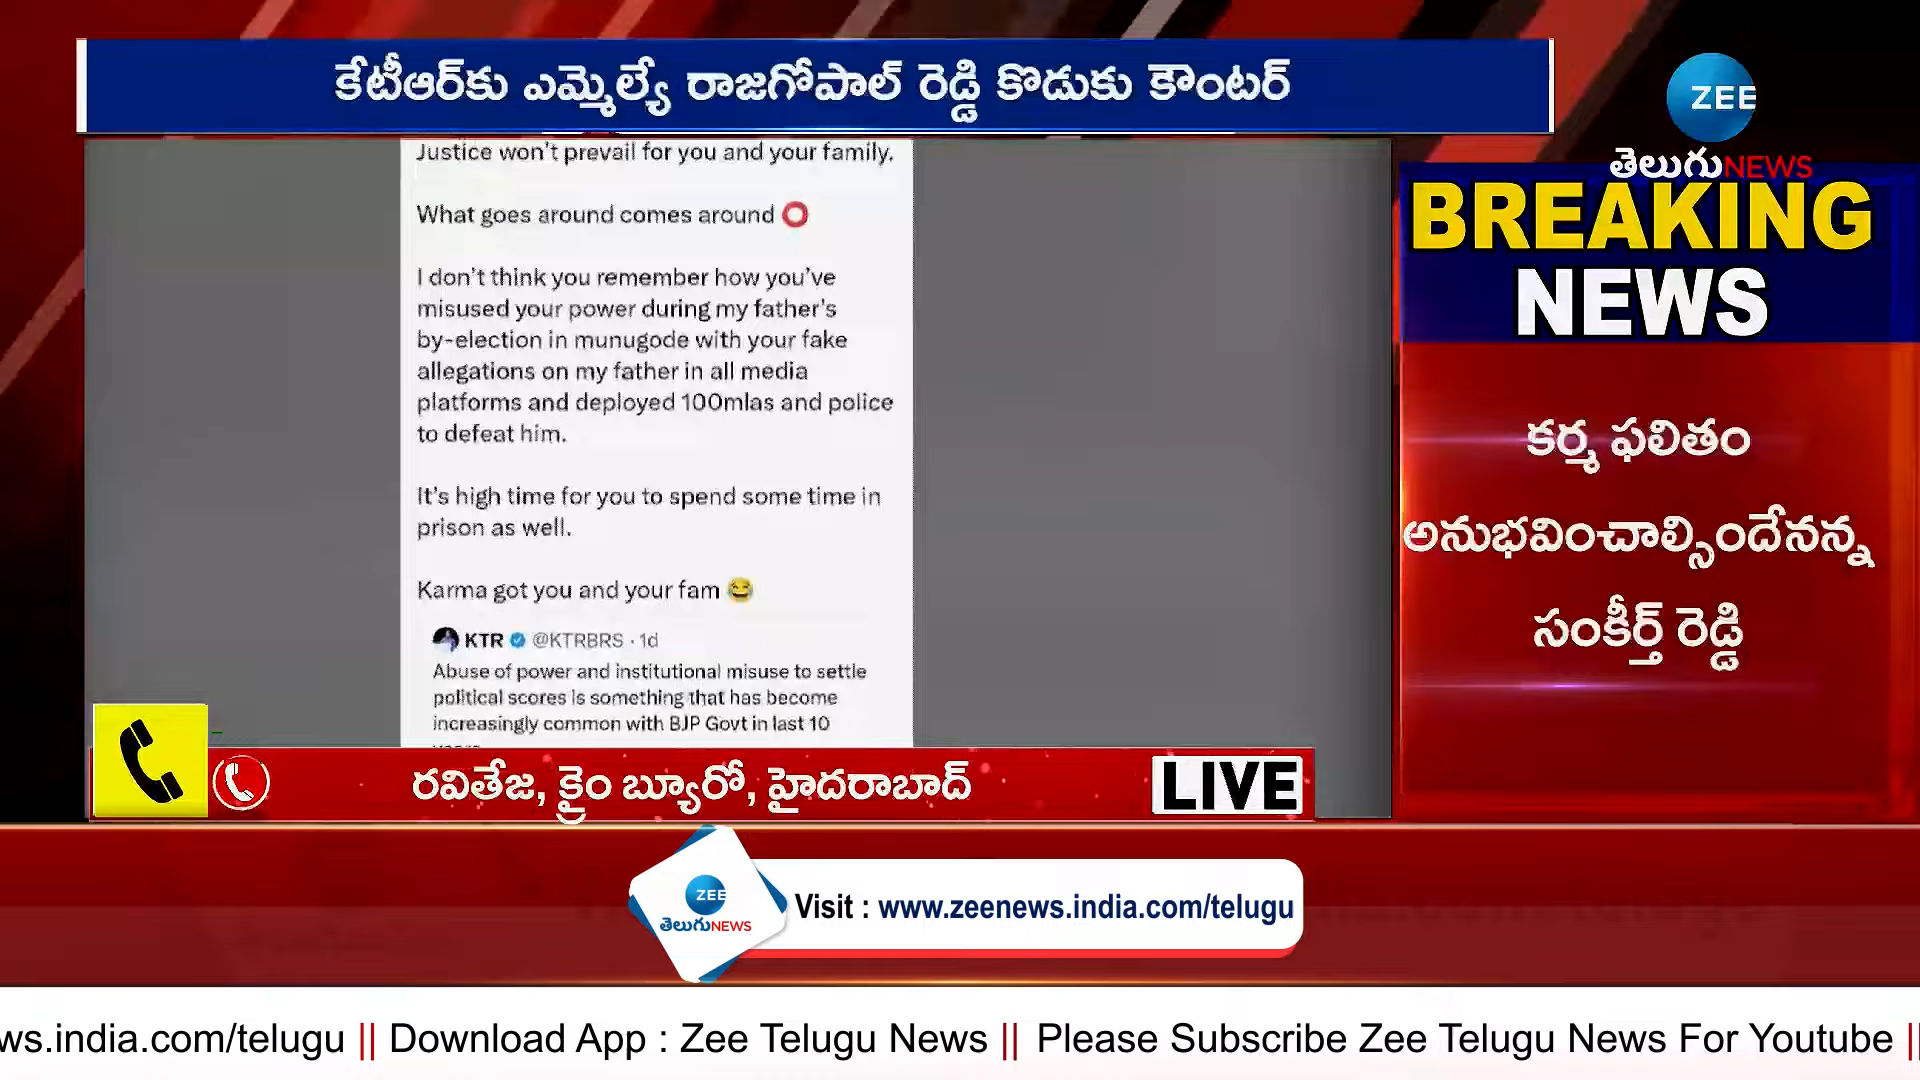 కేటీఆర్‌కు ఎమ్మెల్యే రాజగోపాల్ రెడ్డి కొడుకు కౌంటర్
ZEE
తెలుగు NEWS
BREAKING
NEWS
కర్మ ఫలితం
అనుభవించాల్సిందేనన్న
సంకీర్త్ రెడ్డి
Justice won't prevail for you and your family.
What goes around comes around ⭕
I don't think you remember how you've
misused your power during my father's
by-election in munugode with your fake
allegations on my father in all media
platforms and deployed 100mlas and police
to defeat him.
It's high time for you to spend some time in
prison as well.
Karma got you and your fam 😂
KTR @KTRBRS · 1d
Abuse of power and institutional misuse to settle
political scores is something that has become
increasingly common with BJP Govt in last 10
రవితేజ, క్రైం బ్యూరో, హైదరాబాద్
LIVE
ZEE
తెలుగు NEWS
Visit : www.zeenews.india.com/telugu
ws.india.com/telugu || Download App : Zee Telugu News || Please Subscribe Zee Telugu News For Youtube ||